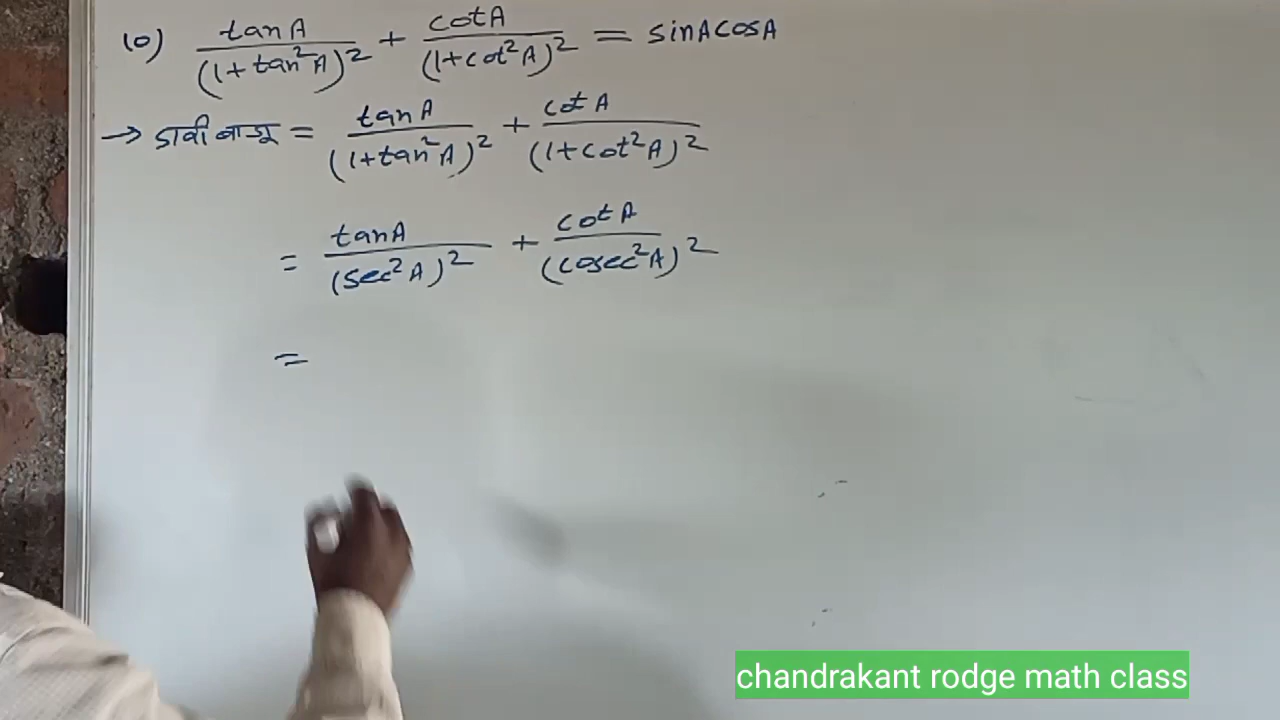 10) tanA/(1+tan²A)² + cotA/(1+cot²A)² = sinAcosA
→ डावी बाजू = tanA/(1+tan²A)² + cotA/(1+cot²A)²
= tanA/(sec²A)² + cotA/(cosec²A)²
=
chandrakant rodge math class